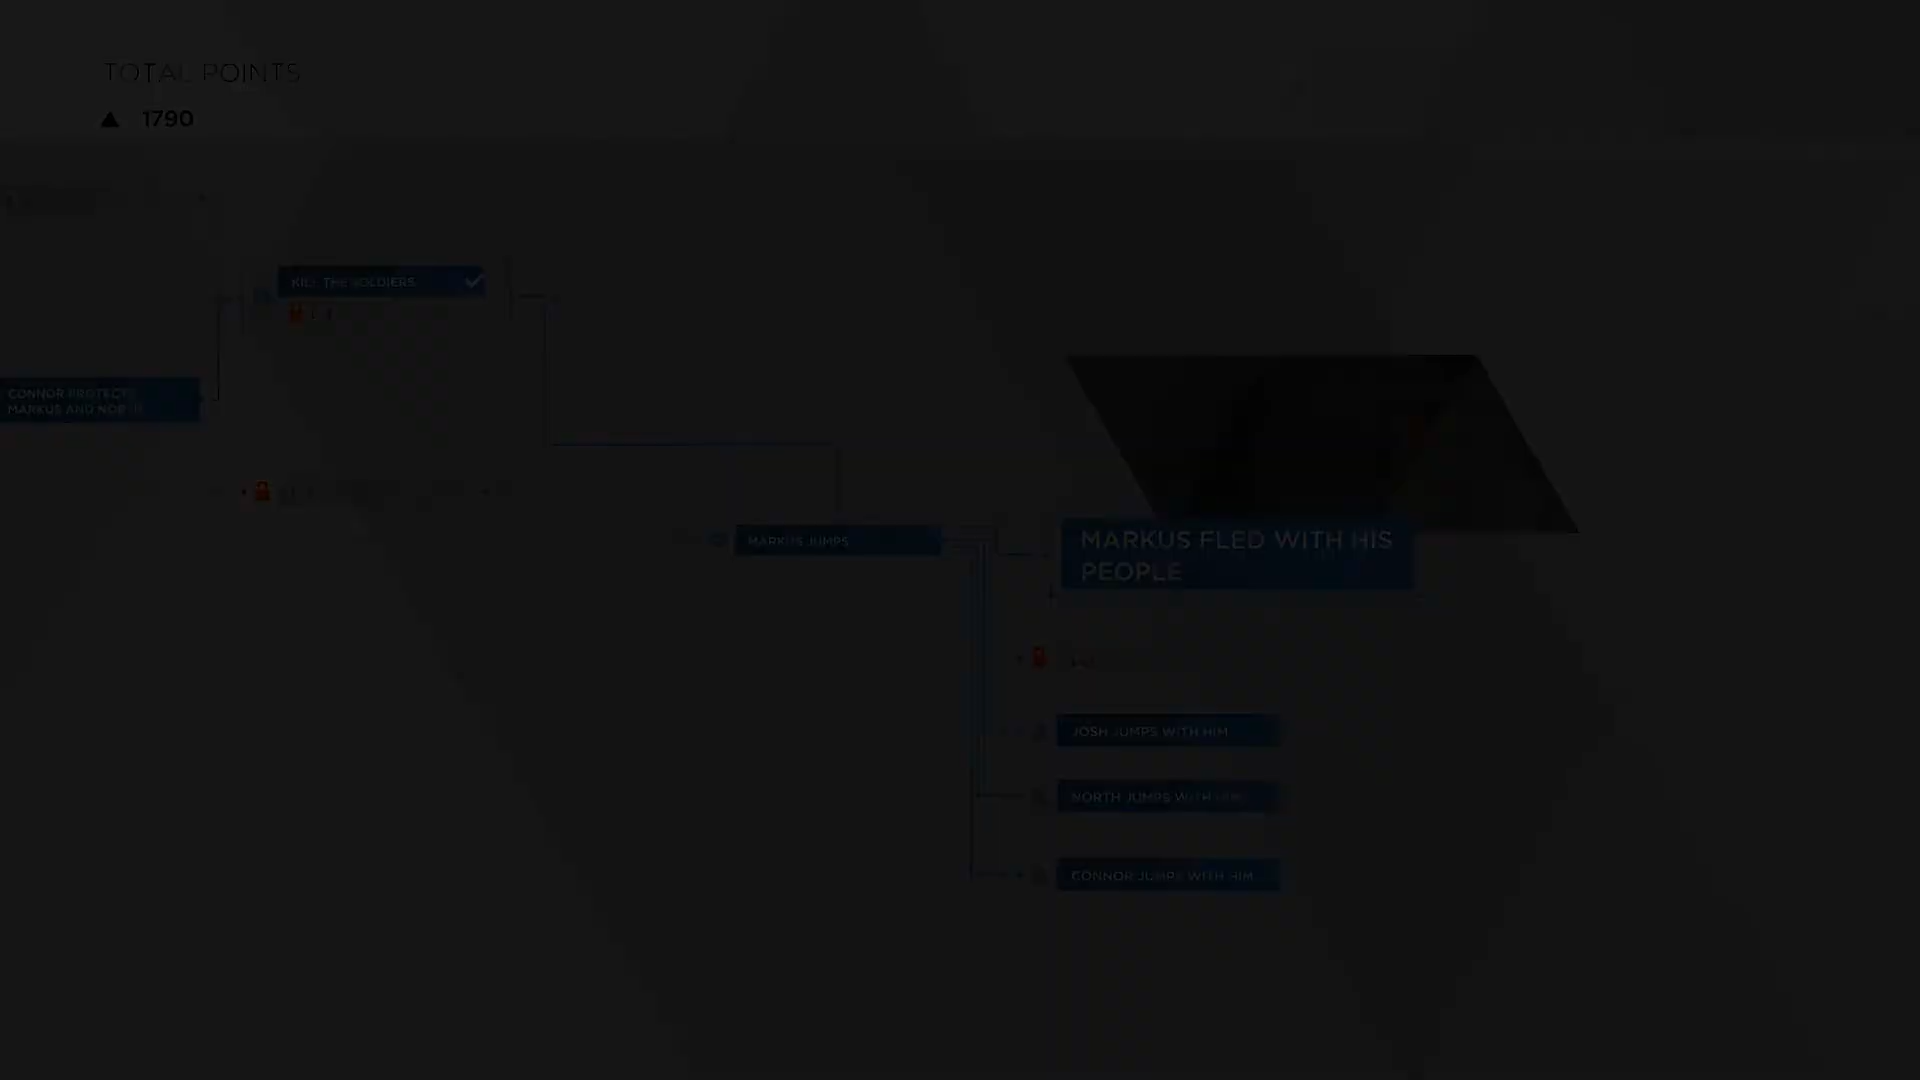 TOTAL POINTS
1790
KILL THE SOLDIERS
CONNOR PROTECTS
MARKUS AND NORTH
MARKUS JUMPS
MARKUS FLED WITH HIS
PEOPLE
JOSH JUMPS WITH HIM
NORTH JUMPS WITH HIM
CONNOR JUMPS WITH HIM